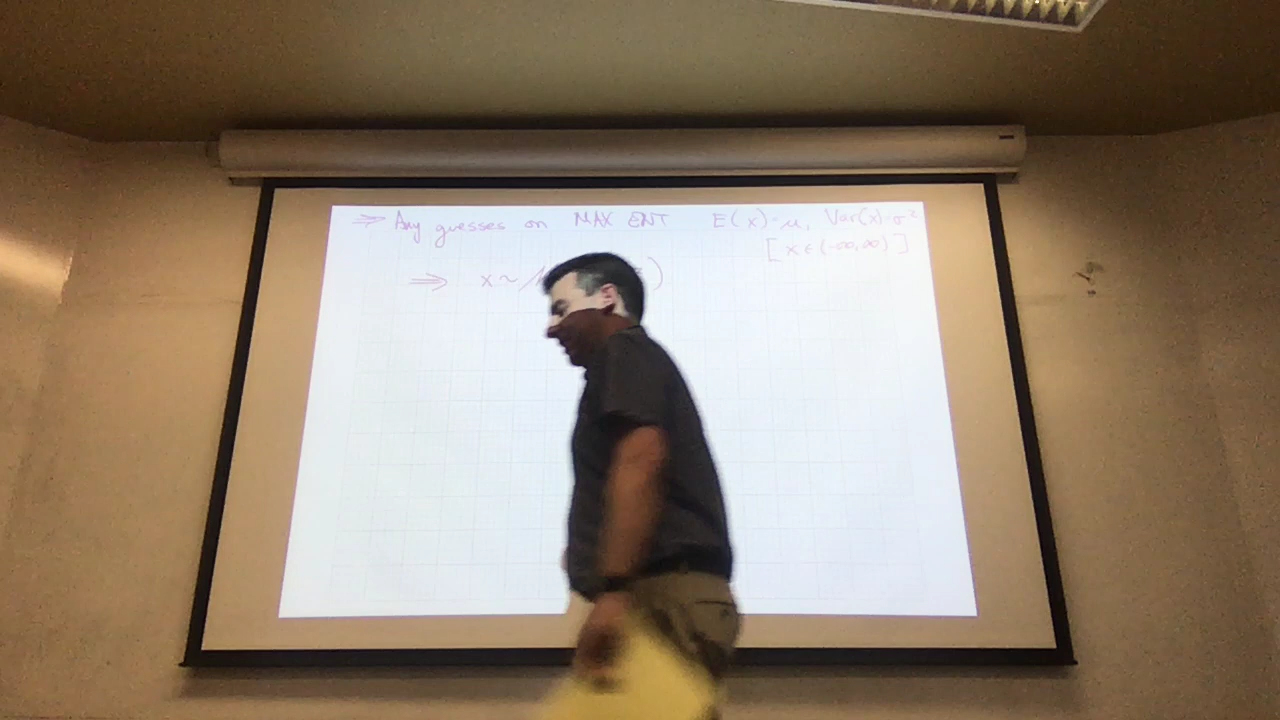 ⇒ Any guesses on MAX ENT E(x)=μ, Var(x)=σ²
[x ∈ (-∞,∞)]
⇒ x ~ )